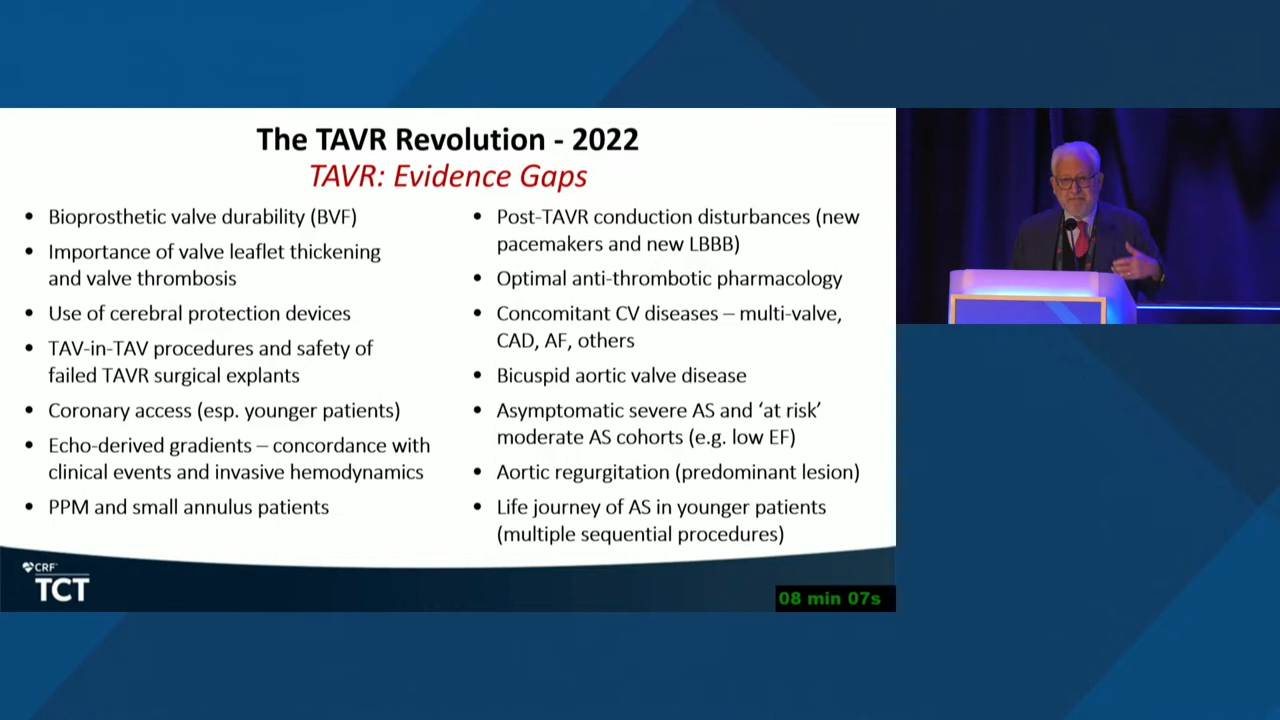 The TAVR Revolution - 2022
TAVR: Evidence Gaps
• Bioprosthetic valve durability (BVF)
• Importance of valve leaflet thickening
and valve thrombosis
• Use of cerebral protection devices
• TAV-in-TAV procedures and safety of
failed TAVR surgical explants
• Coronary access (esp. younger patients)
• Echo-derived gradients – concordance with
clinical events and invasive hemodynamics
• PPM and small annulus patients
• Post-TAVR conduction disturbances (new
pacemakers and new LBBB)
• Optimal anti-thrombotic pharmacology
• Concomitant CV diseases – multi-valve,
CAD, AF, others
• Bicuspid aortic valve disease
• Asymptomatic severe AS and ‘at risk’
moderate AS cohorts (e.g. low EF)
• Aortic regurgitation (predominant lesion)
• Life journey of AS in younger patients
(multiple sequential procedures)
CRF
TCT
08 min 07s